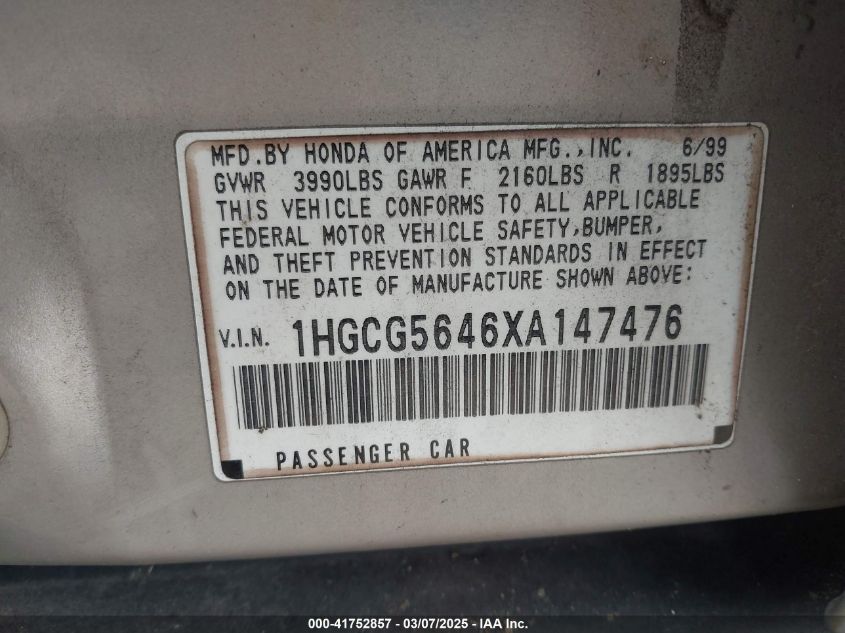 MFD.BY HONDA OF AMERICA MFG.,INC. 6/99
GVWR 3990LBS GAWR F 2160LBS R 1895LBS
THIS VEHICLE CONFORMS TO ALL APPLICABLE
FEDERAL MOTOR VEHICLE SAFETY,BUMPER,
AND THEFT PREVENTION STANDARDS IN EFFECT
ON THE DATE OF MANUFACTURE SHOWN ABOVE:
V.I.N. 1HGCG5646XA147476
PASSENGER CAR
000-41752857 - 03/07/2025 - IAA Inc.